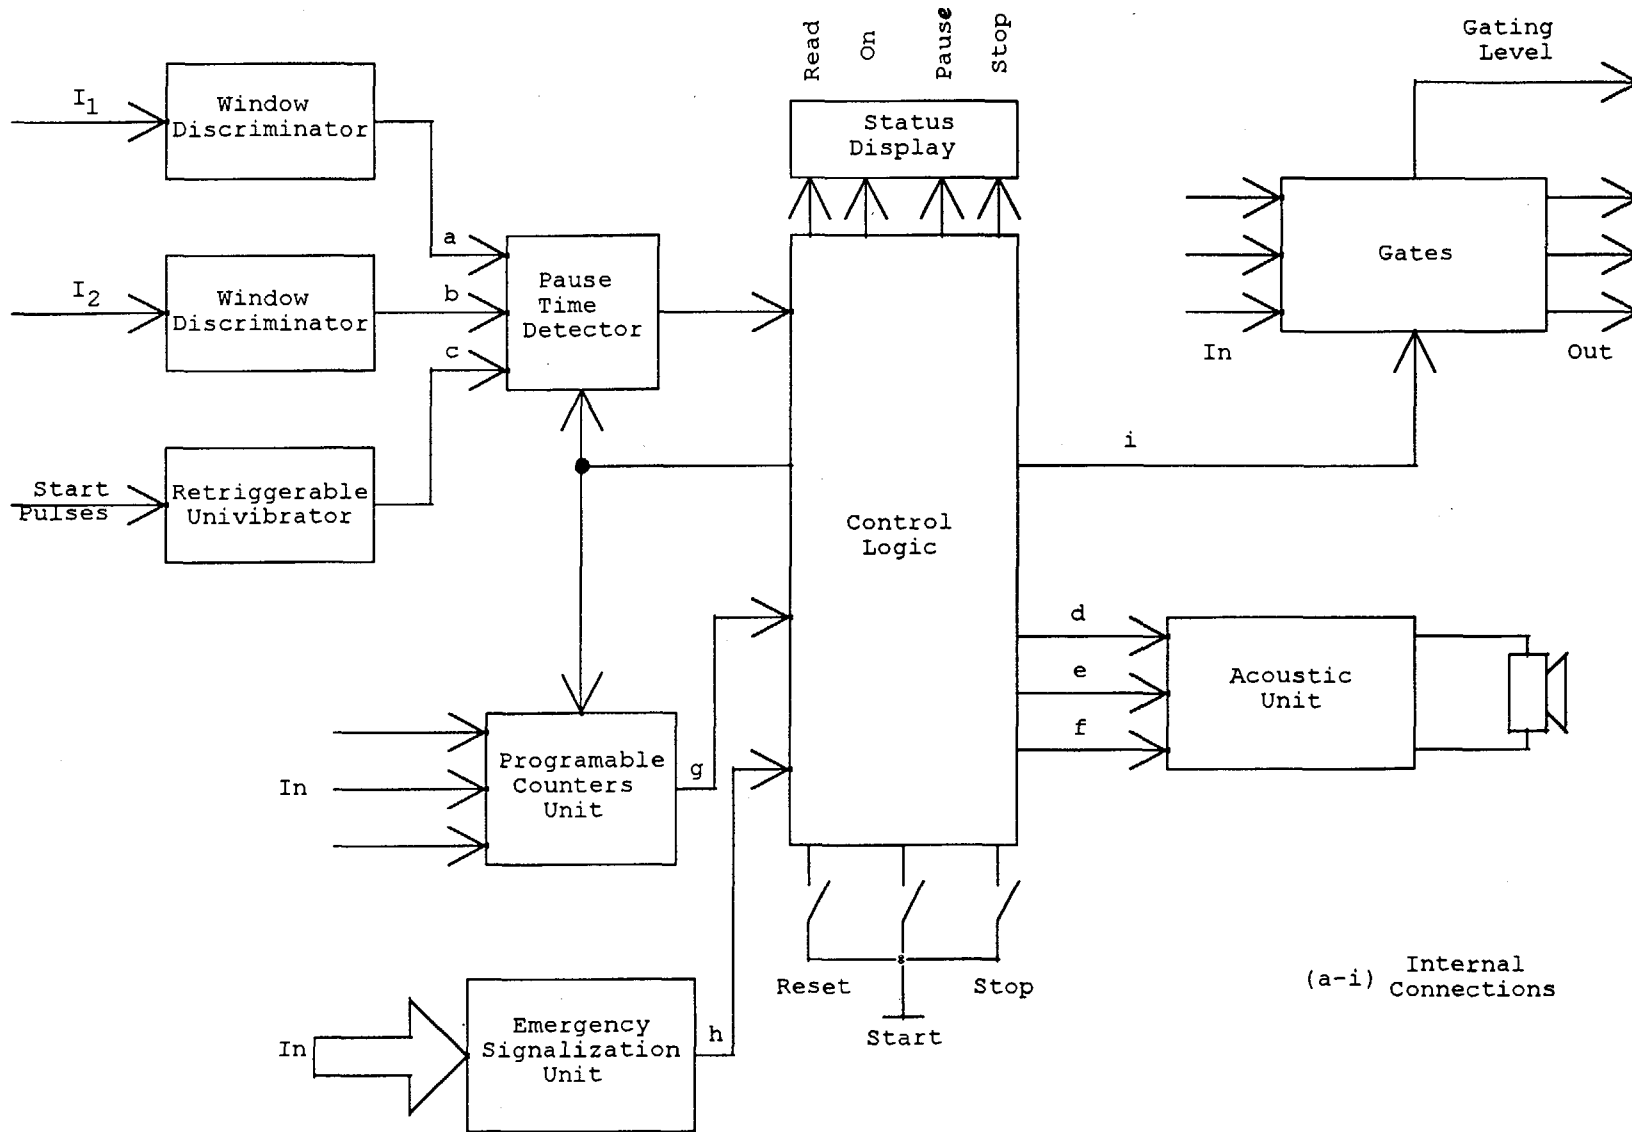 Read
On
Pause
Stop
Gating
Level
I1
Window
Discriminator
Status
Display
a
I2
Window
Discriminator
b
Pause
Time
Detector
c
Gates
In
Out
Start
Pulses
Retriggerable
Univibrator
i
Control
Logic
d
e
f
Acoustic
Unit
In
Programable
Counters
Unit
g
Reset
Stop
Start
(a-i) Internal
Connections
In
Emergency
Signalization
Unit
h